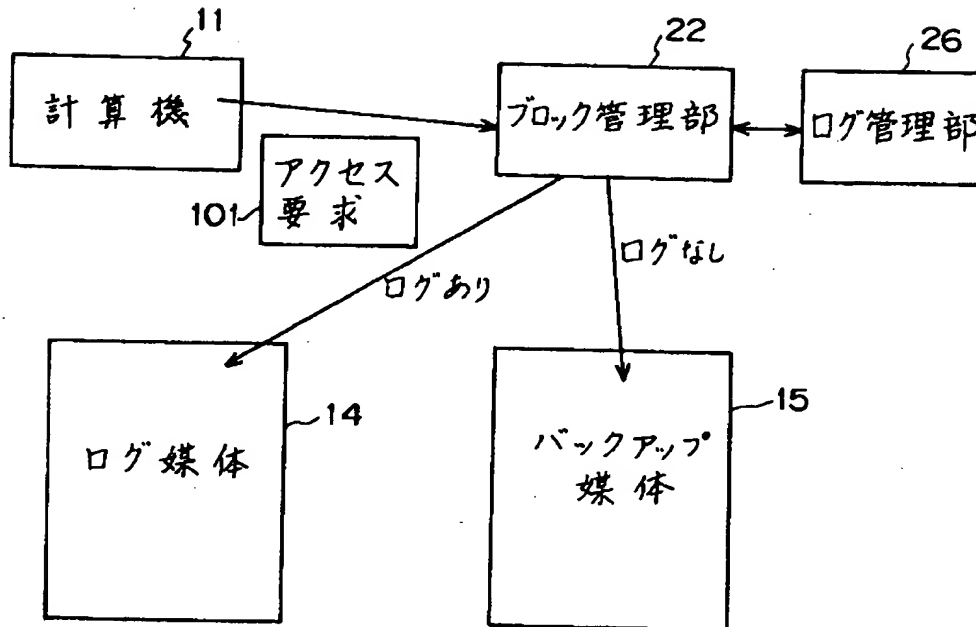 11
計算機
22
ブロック管理部
26
ログ管理部
アクセス
要求
101
ログあり
ログなし
ログ媒体
14
バックアップ
媒体
15